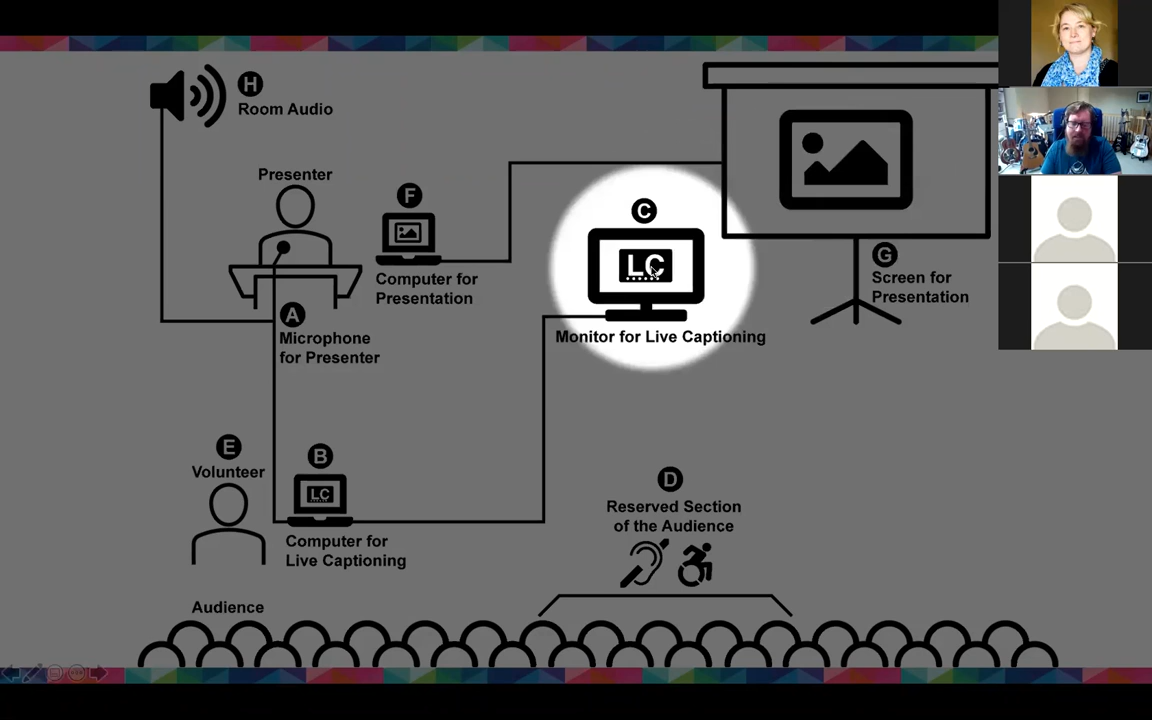 H
Room Audio
Presenter
F
Computer for
Presentation
C
LC
Monitor for Live Captioning
G
Screen for
Presentation
A
Microphone
for Presenter
E
Volunteer
B
LC
Computer for
Live Captioning
D
Reserved Section
of the Audience
Audience